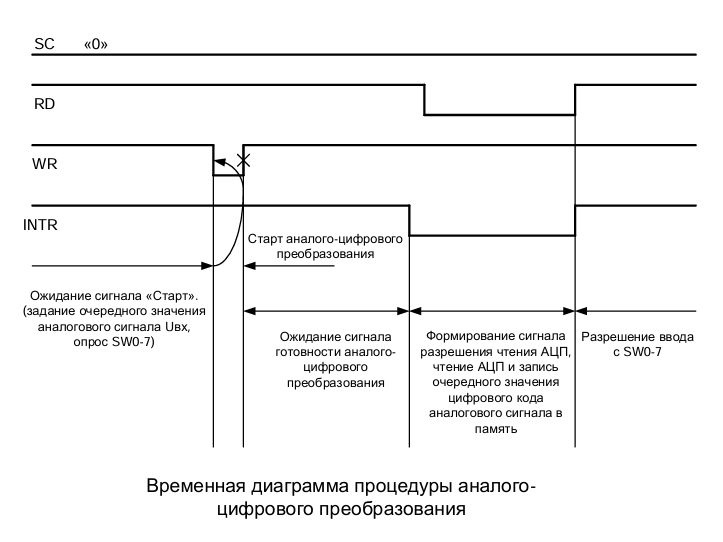 SC «0»
RD
WR
INTR
Старт аналого-цифрового
преобразования
Ожидание сигнала «Старт».
(задание очередного значения
аналогового сигнала Uвх,
опрос SW0-7)
Ожидание сигнала
готовности аналого-
цифрового
преобразования
Формирование сигнала
разрешения чтения АЦП,
чтение АЦП и запись
очередного значения
цифрового кода
аналогового сигнала в
память
Разрешение ввода
с SW0-7
Временная диаграмма процедуры аналого-
цифрового преобразования